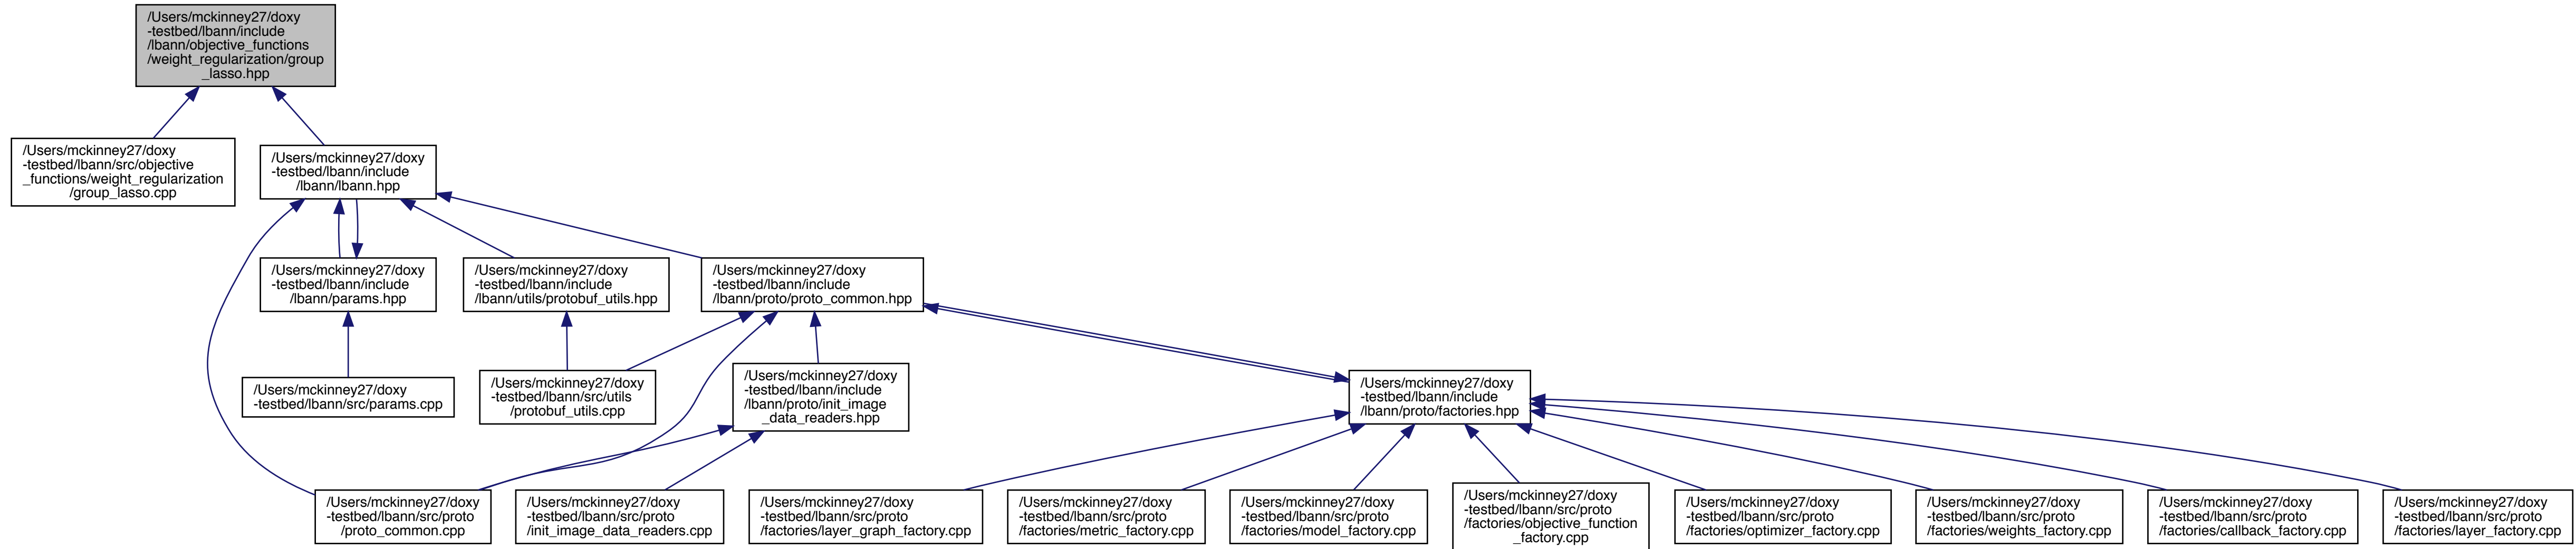 /Users/mckinney27/doxy
-testbed/lbann/include
/lbann/objective_functions
/weight_regularization/group
_lasso.hpp
/Users/mckinney27/doxy
-testbed/lbann/src/objective
_functions/weight_regularization
/group_lasso.cpp
/Users/mckinney27/doxy
-testbed/lbann/include
/lbann/lbann.hpp
/Users/mckinney27/doxy
-testbed/lbann/include
/lbann/params.hpp
/Users/mckinney27/doxy
-testbed/lbann/include
/lbann/utils/protobuf_utils.hpp
/Users/mckinney27/doxy
-testbed/lbann/include
/lbann/proto/proto_common.hpp
/Users/mckinney27/doxy
-testbed/lbann/src/params.cpp
/Users/mckinney27/doxy
-testbed/lbann/src/utils
/protobuf_utils.cpp
/Users/mckinney27/doxy
-testbed/lbann/include
/lbann/proto/init_image
_data_readers.hpp
/Users/mckinney27/doxy
-testbed/lbann/include
/lbann/proto/factories.hpp
/Users/mckinney27/doxy
-testbed/lbann/src/proto
/proto_common.cpp
/Users/mckinney27/doxy
-testbed/lbann/src/proto
/init_image_data_readers.cpp
/Users/mckinney27/doxy
-testbed/lbann/src/proto
/factories/layer_graph_factory.cpp
/Users/mckinney27/doxy
-testbed/lbann/src/proto
/factories/metric_factory.cpp
/Users/mckinney27/doxy
-testbed/lbann/src/proto
/factories/model_factory.cpp
/Users/mckinney27/doxy
-testbed/lbann/src/proto
/factories/objective_function
_factory.cpp
/Users/mckinney27/doxy
-testbed/lbann/src/proto
/factories/optimizer_factory.cpp
/Users/mckinney27/doxy
-testbed/lbann/src/proto
/factories/weights_factory.cpp
/Users/mckinney27/doxy
-testbed/lbann/src/proto
/factories/callback_factory.cpp
/Users/mckinney27/doxy
-testbed/lbann/src/proto
/factories/layer_factory.cpp